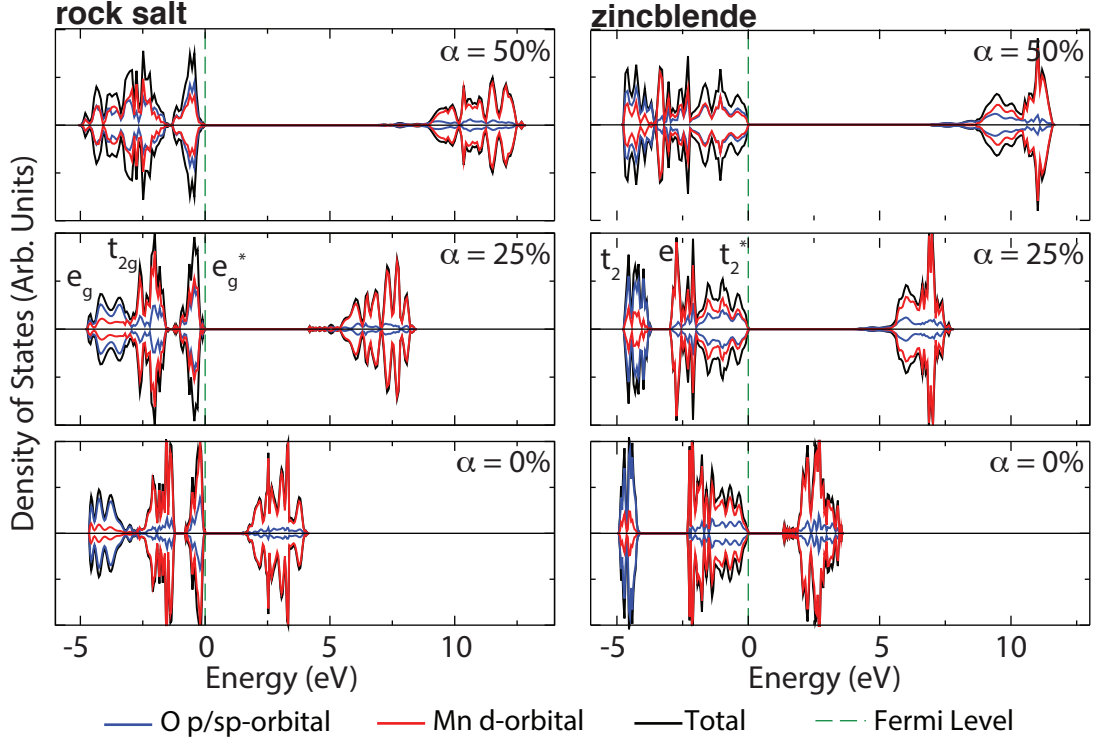 rock salt
zincblende
α = 50%
α = 50%
Density of States (Arb. Units)
e_g
t_2g
e_g*
α = 25%
t_2
e
t_2*
α = 25%
α = 0%
α = 0%
-5 0 5 10
-5 0 5 10
Energy (eV)
Energy (eV)
O p/sp-orbital
Mn d-orbital
Total
Fermi Level